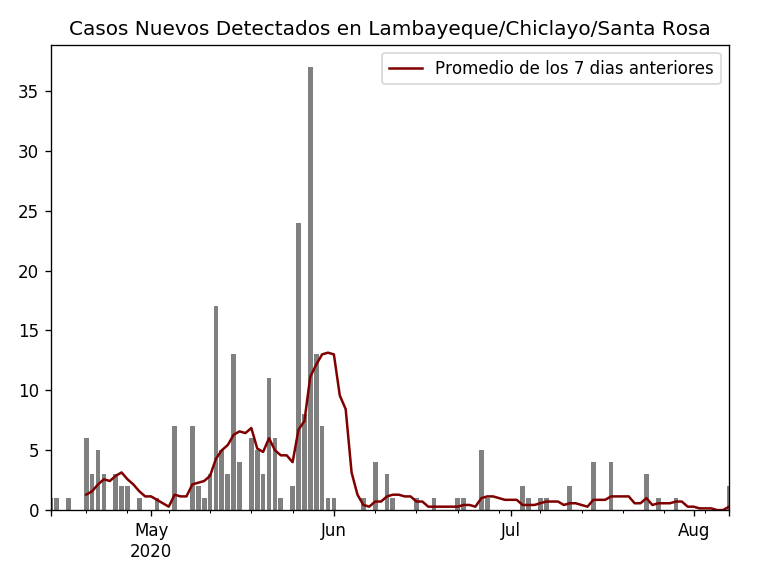 Casos Nuevos Detectados en Lambayeque/Chiclayo/Santa Rosa
Promedio de los 7 dias anteriores
35
30
25
20
15
10
5
0
May
2020
Jun
Jul
Aug